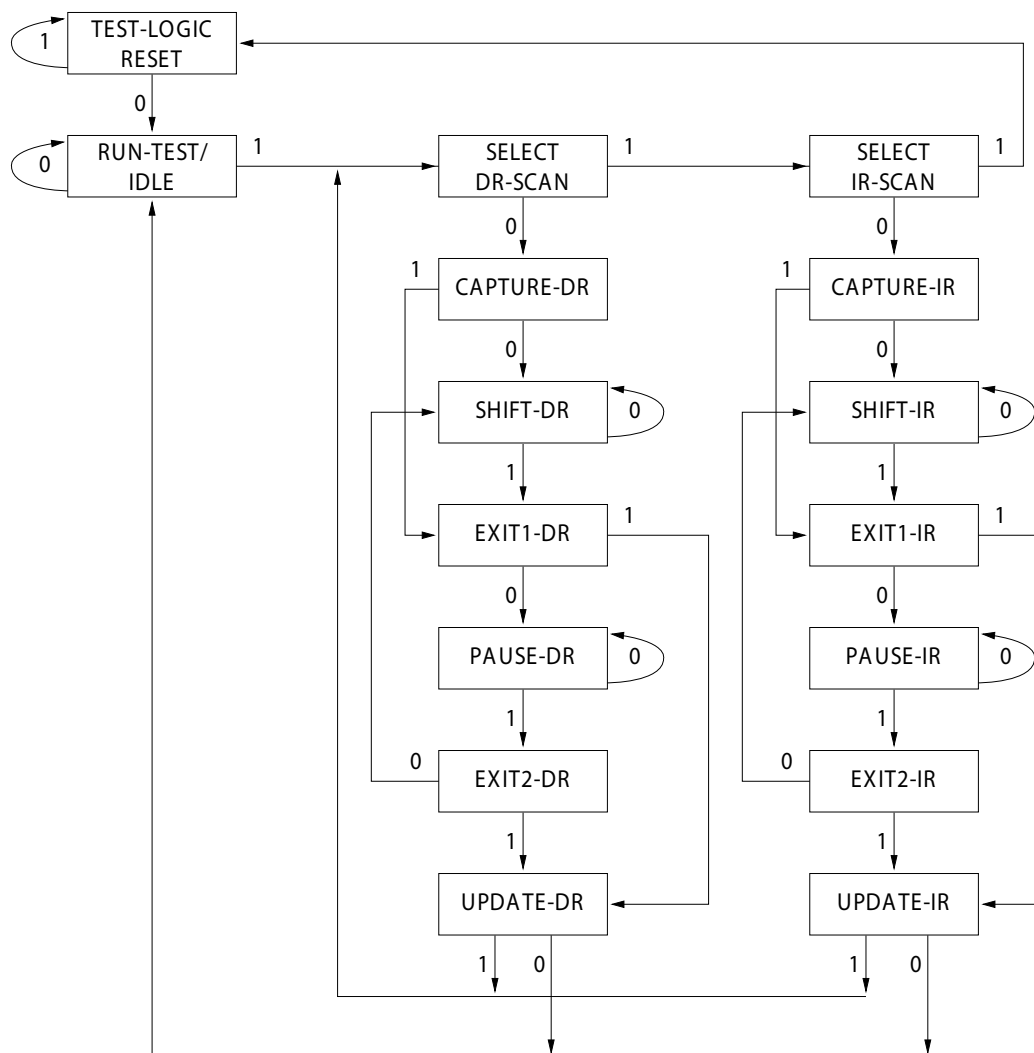 TEST-LOGIC
RESET
1
0
RUN-TEST/
IDLE
0
1
SELECT
DR-SCAN
1
SELECT
IR-SCAN
1
0
0
1
CAPTURE-DR
1
CAPTURE-IR
0
0
SHIFT-DR
0
SHIFT-IR
0
1
1
EXIT1-DR
1
EXIT1-IR
1
0
0
PAUSE-DR
0
PAUSE-IR
0
1
1
0
EXIT2-DR
0
EXIT2-IR
1
1
UPDATE-DR
UPDATE-IR
1
0
1
0